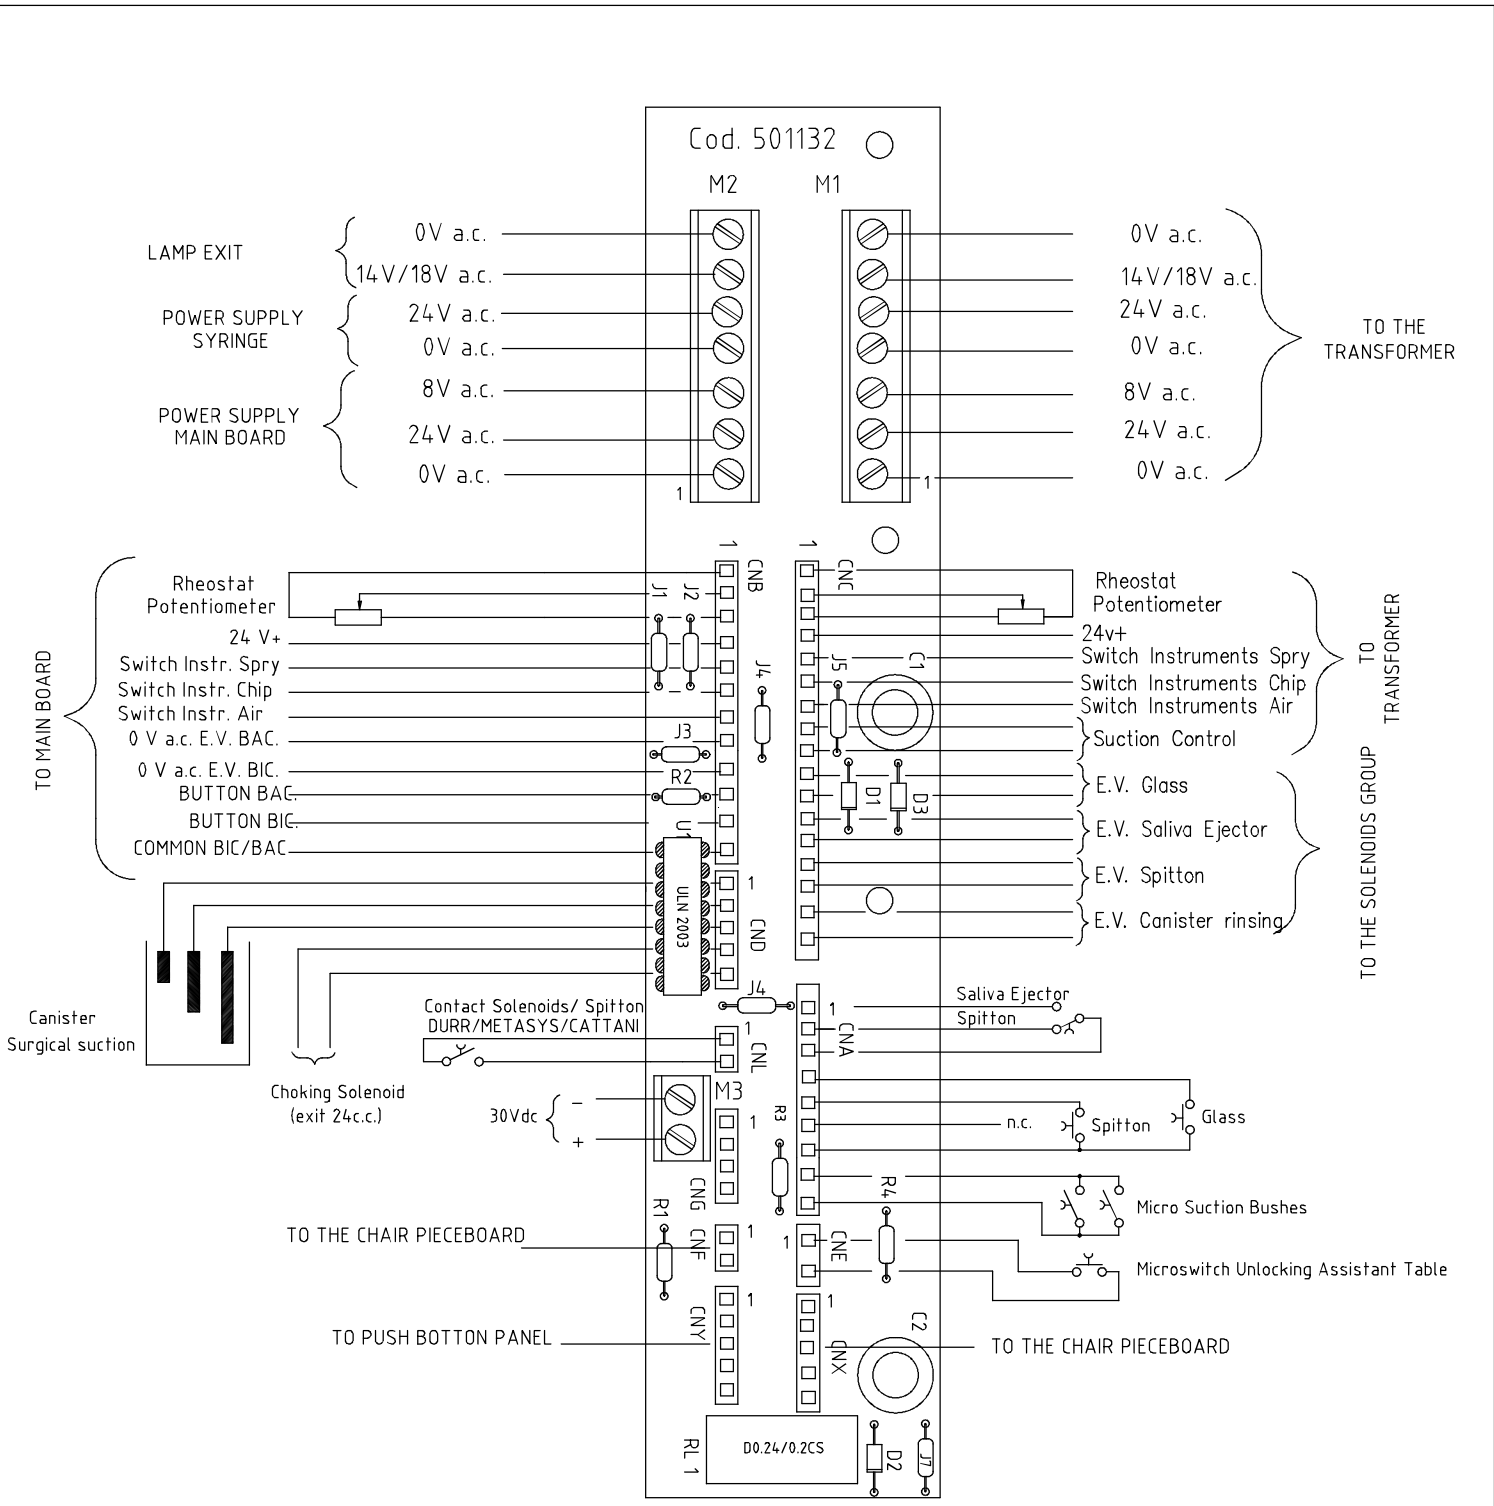 Cod. 501132
M2
M1
LAMP EXIT
0V a.c.
14V/18V a.c.
POWER SUPPLY
SYRINGE
24V a.c.
0V a.c.
POWER SUPPLY
MAIN BOARD
8V a.c.
24V a.c.
0V a.c.
1
0V a.c.
14V/18V a.c.
24V a.c.
0V a.c.
8V a.c.
24V a.c.
0V a.c.
1
TO THE
TRANSFORMER
TO MAIN BOARD
Rheostat
Potentiometer
24 V+
Switch Instr. Spry
Switch Instr. Chip
Switch Instr. Air
0 V a.c. E.V. BAC.
0 V a.c. E.V. BIC.
BUTTON BAC.
BUTTON BIC.
COMMON BIC/BAC
1
CNB
J1
J2
J4
J3
R2
U1
ULN 2003
1
CND
1
CNC
J5
C1
D1
D3
Rheostat
Potentiometer
24v+
Switch Instruments Spry
Switch Instruments Chip
Switch Instruments Air
Suction Control
E.V. Glass
E.V. Saliva Ejector
E.V. Spitton
E.V. Canister rinsing
TO
TRANSFORMER
TO THE SOLENOIDS GROUP
Canister
Surgical suction
Choking Solenoid
(exit 24c.c.)
Contact Solenoids/ Spitton
DURR/METASYS/CATTANI
J4
1
CNL
30Vdc
-
+
M3
1
CNG
R3
1
CNA
Saliva Ejector
Spitton
n.c.
Spitton
Glass
Micro Suction Bushes
R4
R1
TO THE CHAIR PIECEBOARD
1
CNF
1
CNE
Microswitch Unlocking Assistant Table
TO PUSH BOTTON PANEL
1
CNY
1
CNX
C2
TO THE CHAIR PIECEBOARD
RL 1
D0.24/0.2CS
D2
J7